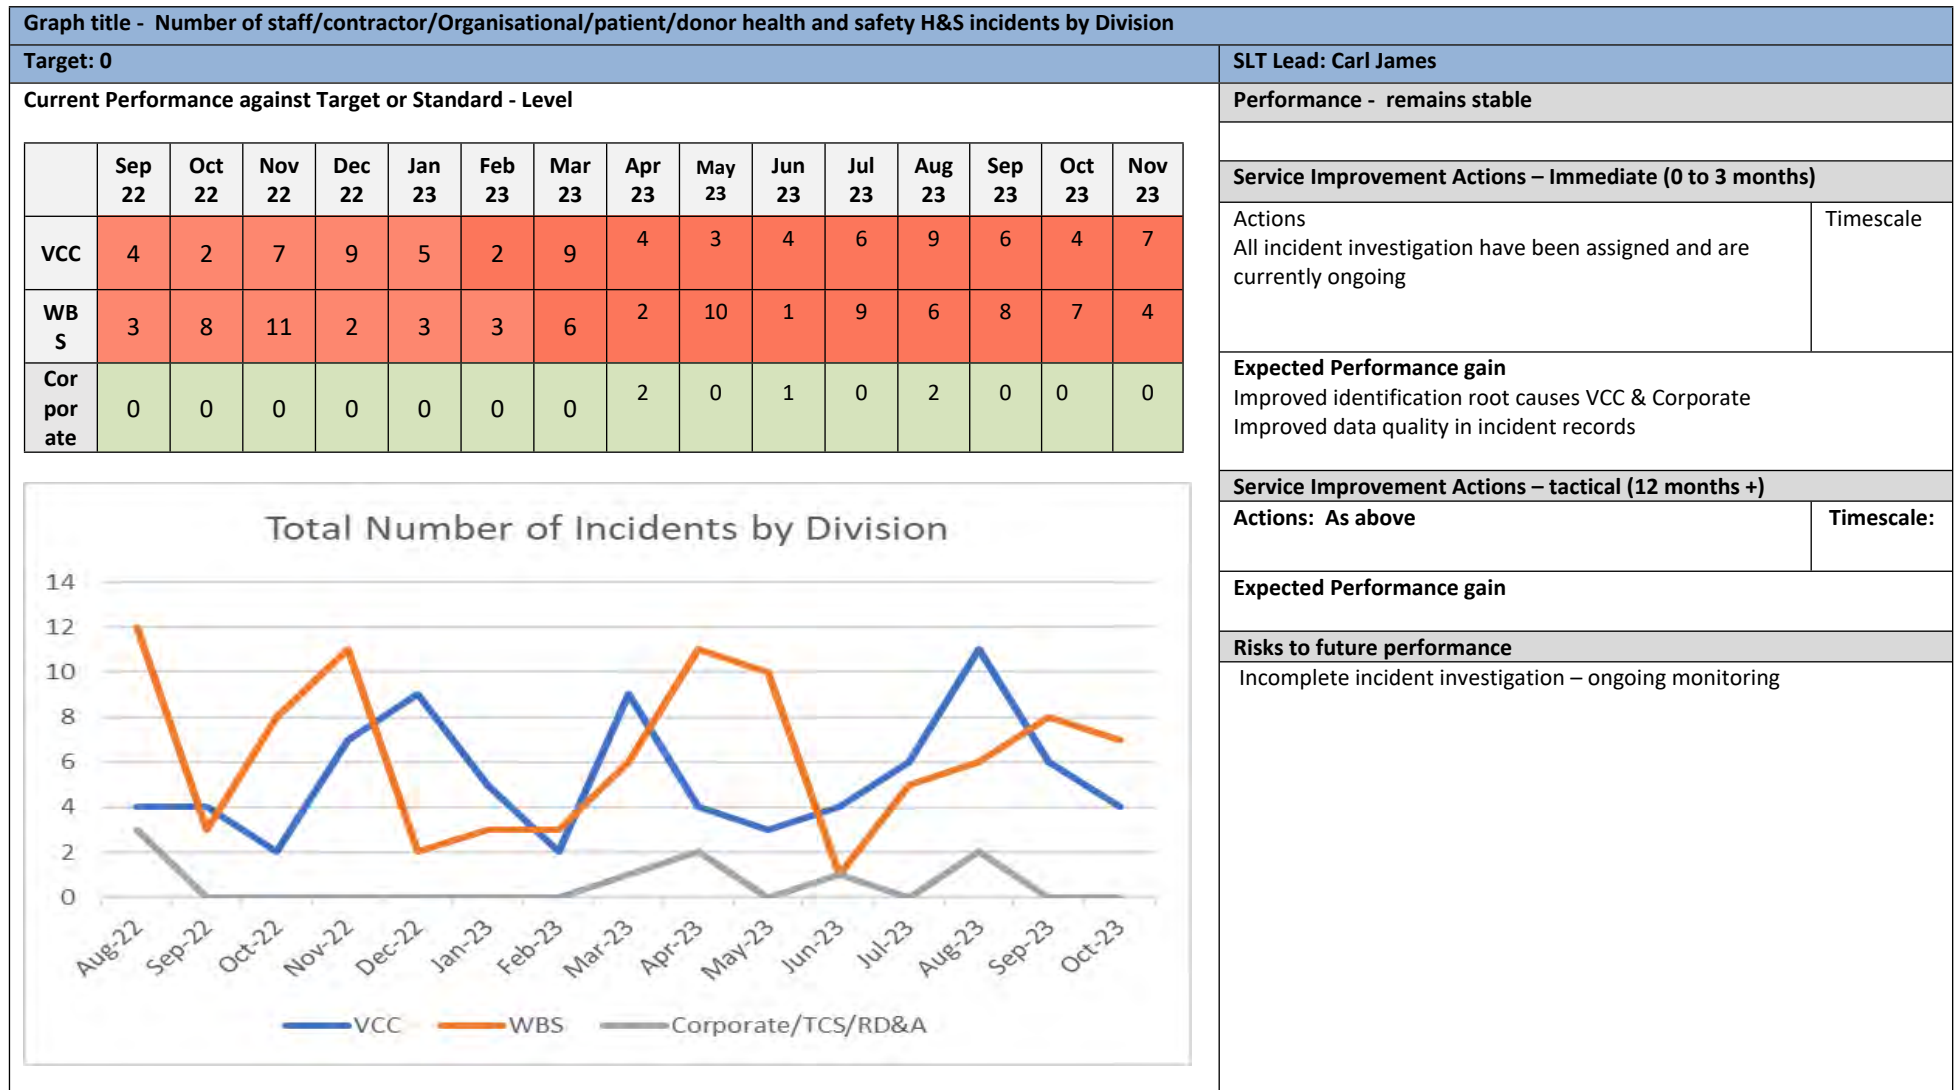 Graph title - Number of staff/contractor/Organisational/patient/donor health and safety H&S incidents by Division
Target: 0
SLT Lead: Carl James
Current Performance against Target or Standard - Level
Sep Oct Nov Dec Jan Feb Mar Apr May Jun Jul Aug Sep Oct Nov
22 22 22 22 23 23 23 23 23 23 23 23 23 23 23
VCC 4 2 7 9 5 2 9 4 3 4 6 9 6 4 7
WB
S 3 8 11 2 3 3 6 2 10 1 9 6 8 7 4
Cor
por
ate 0 0 0 0 0 0 0 2 0 1 0 2 0 0 0
Total Number of Incidents by Division
14
12
10
8
6
4
2
0
Aug-22 Sep-22 Oct-22 Nov-22 Dec-22 Jan-23 Feb-23 Mar-23 Apr-23 May-23 Jun-23 Jul-23 Aug-23 Sep-23 Oct-23
VCC WBS Corporate/TCS/RD&A
Performance - remains stable
Service Improvement Actions – Immediate (0 to 3 months)
Actions
Timescale
All incident investigation have been assigned and are
currently ongoing
Expected Performance gain
Improved identification root causes VCC & Corporate
Improved data quality in incident records
Service Improvement Actions – tactical (12 months +)
Actions: As above
Timescale:
Expected Performance gain
Risks to future performance
Incomplete incident investigation – ongoing monitoring